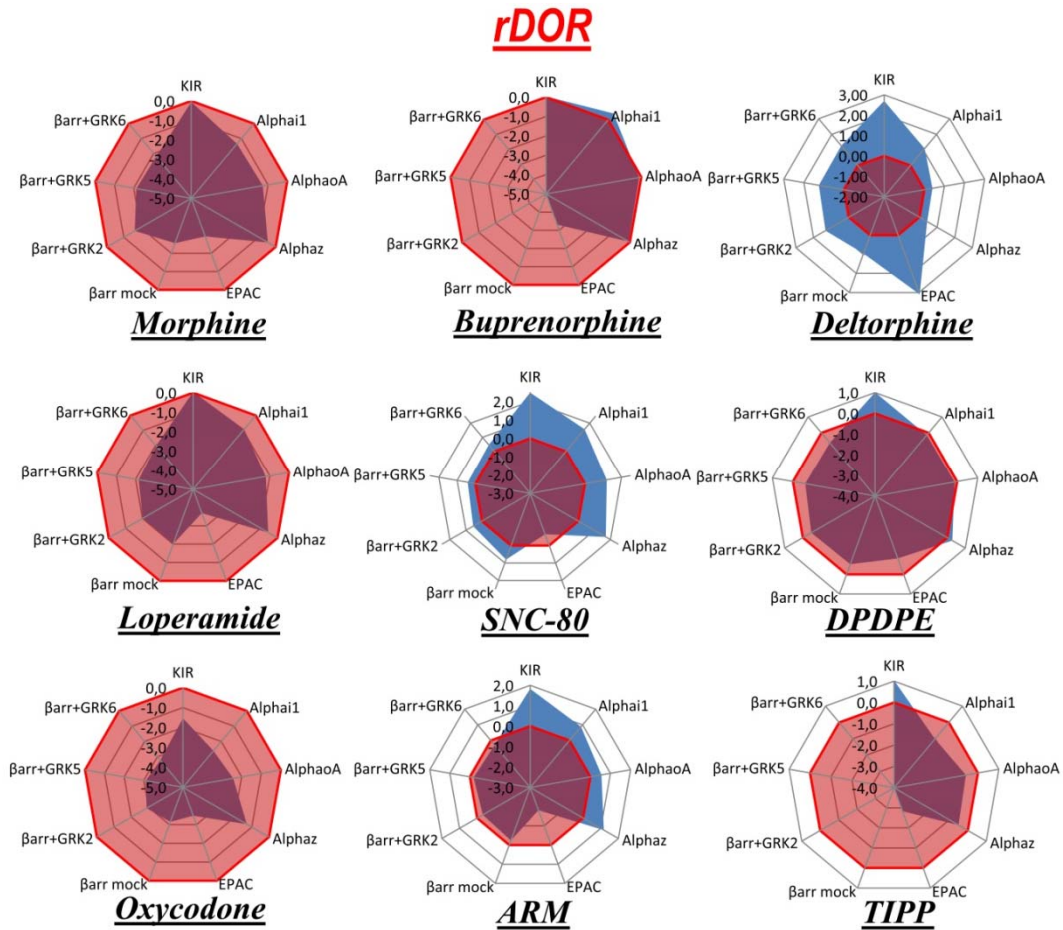 rDOR
KIR
0,0
-1,0
-2,0
-3,0
-4,0
-5,0
Alphai1
AlphaoA
Alphaz
EPAC
βarr mock
βarr+GRK2
βarr+GRK5
βarr+GRK6
Morphine
KIR
0,0
-1,0
-2,0
-3,0
-4,0
-5,0
Alphai1
AlphaoA
Alphaz
EPAC
βarr mock
βarr+GRK2
βarr+GRK5
βarr+GRK6
Buprenorphine
KIR
3,00
2,00
1,00
0,00
-1,00
-2,00
Alphai1
AlphaoA
Alphaz
EPAC
βarr mock
βarr+GRK2
βarr+GRK5
βarr+GRK6
Deltorphine
KIR
0,0
-1,0
-2,0
-3,0
-4,0
-5,0
Alphai1
AlphaoA
Alphaz
EPAC
βarr mock
βarr+GRK2
βarr+GRK5
βarr+GRK6
Loperamide
KIR
2,0
1,0
0,0
-1,0
-2,0
-3,0
Alphai1
AlphaoA
Alphaz
EPAC
βarr mock
βarr+GRK2
βarr+GRK5
βarr+GRK6
SNC-80
KIR
1,0
0,0
-1,0
-2,0
-3,0
-4,0
Alphai1
AlphaoA
Alphaz
EPAC
βarr mock
βarr+GRK2
βarr+GRK5
βarr+GRK6
DPDPE
KIR
0,0
-1,0
-2,0
-3,0
-4,0
-5,0
Alphai1
AlphaoA
Alphaz
EPAC
βarr mock
βarr+GRK2
βarr+GRK5
βarr+GRK6
Oxycodone
KIR
2,0
1,0
0,0
-1,0
-2,0
-3,0
Alphai1
AlphaoA
Alphaz
EPAC
βarr mock
βarr+GRK2
βarr+GRK5
βarr+GRK6
ARM
KIR
1,0
0,0
-1,0
-2,0
-3,0
-4,0
Alphai1
AlphaoA
Alphaz
EPAC
βarr mock
βarr+GRK2
βarr+GRK5
βarr+GRK6
TIPP